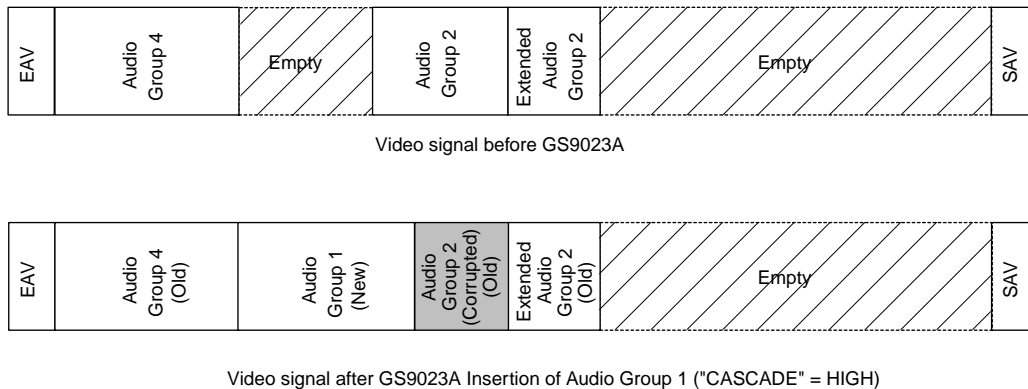 EAV
Audio
Group 4
Empty
Audio
Group 2
Extended
Audio
Group 2
Empty
SAV
Video signal before GS9023A
EAV
Audio
Group 4
(Old)
Audio
Group 1
(New)
Audio
Group 2
(Corrupted)
(Old)
Extended
Audio
Group 2
(Old)
Empty
SAV
Video signal after GS9023A Insertion of Audio Group 1 ("CASCADE" = HIGH)